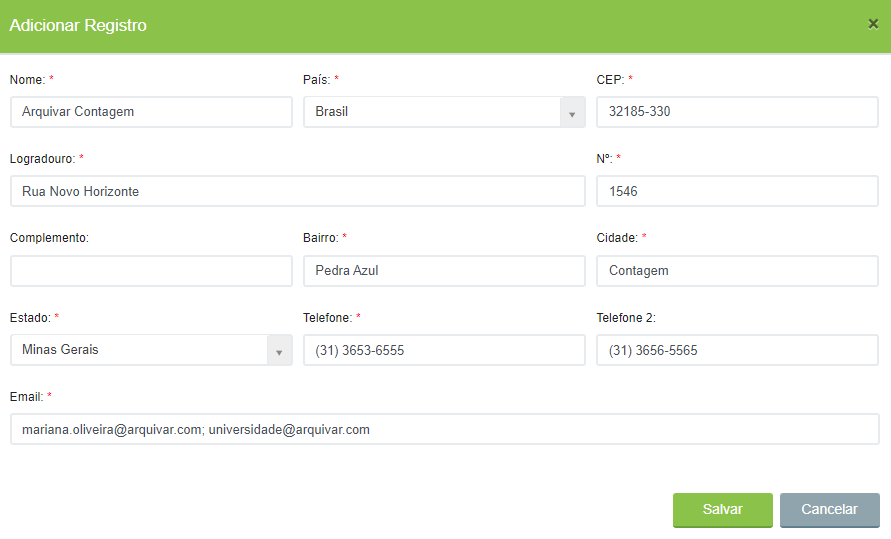 Adicionar Registro ×
Nome: * País: * CEP: *
Arquivar Contagem Brasil 32185-330
Logradouro: * Nº: *
Rua Novo Horizonte 1546
Complemento: Bairro: * Cidade: *
Pedra Azul Contagem
Estado: * Telefone: * Telefone 2:
Minas Gerais (31) 3653-6555 (31) 3656-5565
Email: *
mariana.oliveira@arquivar.com; universidade@arquivar.com
Salvar Cancelar